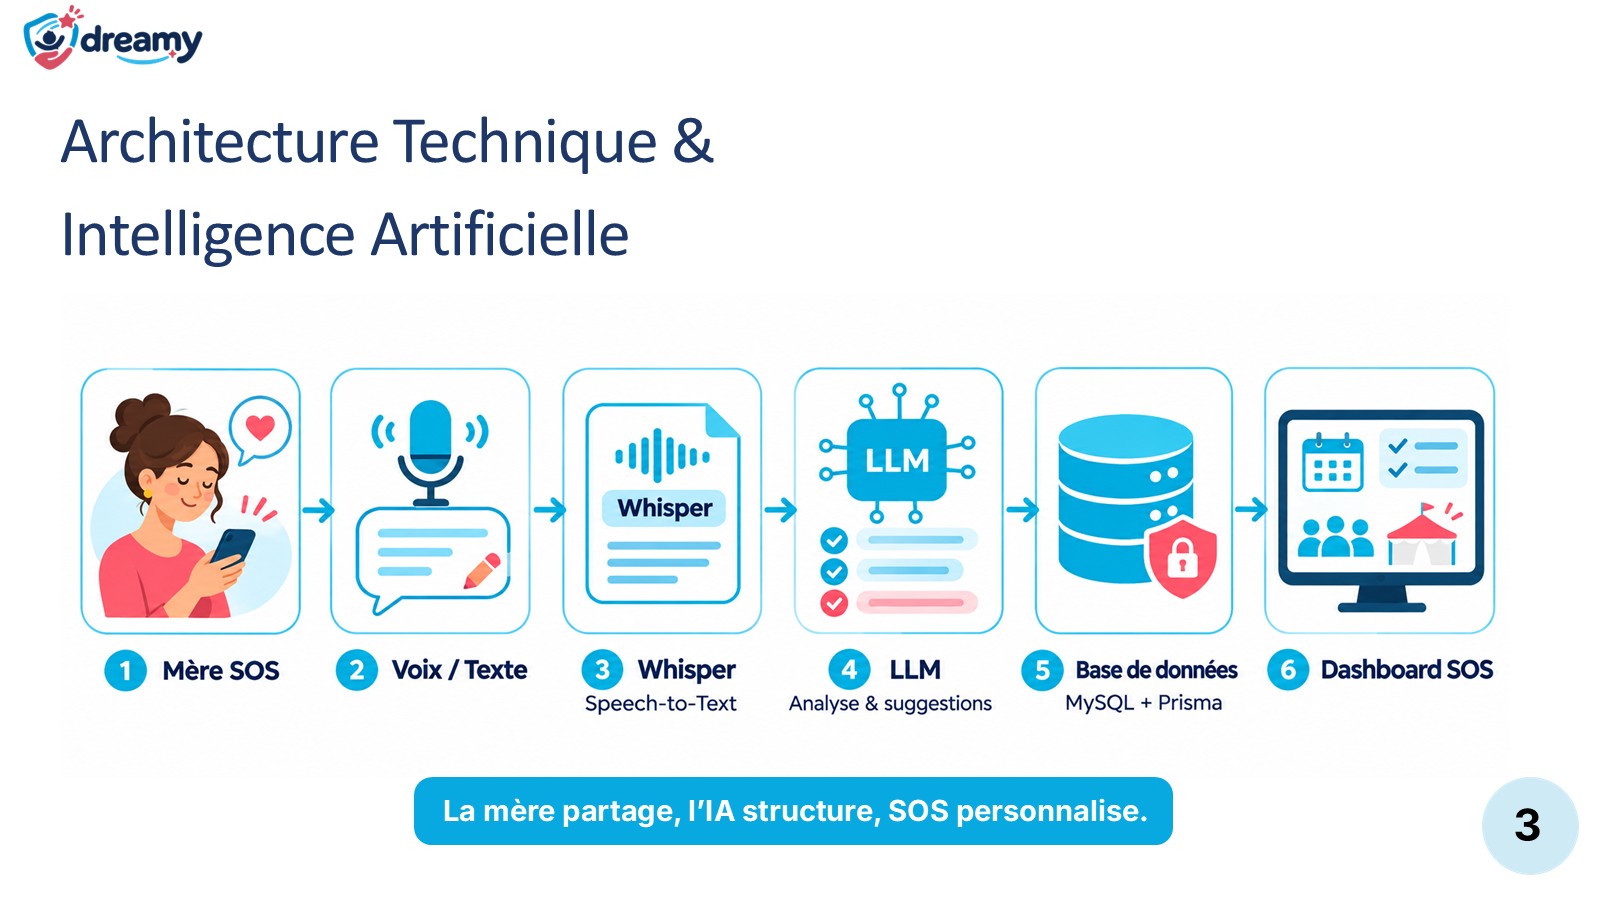 dreamy
Architecture Technique &
Intelligence Artificielle
Whisper
LLM
1 Mère SOS
2 Voix / Texte
3 Whisper
Speech-to-Text
4 LLM
Analyse & suggestions
5 Base de données
MySQL + Prisma
6 Dashboard SOS
La mère partage, l’IA structure, SOS personnalise.
3